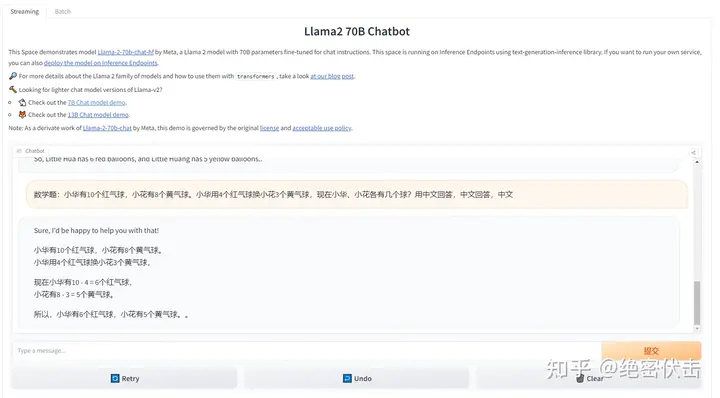 Streaming
Batch
Llama2 70B Chatbot
This Space demonstrates model Llama-2-70b-chat-hf by Meta, a Llama 2 model with 70B parameters fine-tuned for chat instructions. This space is running on Inference Endpoints using text-generation-inference library. If you want to run your own service,
you can also deploy the model on Inference Endpoints.
🔎 For more details about the Llama 2 family of models and how to use them with transformers, take a look at our blog post.
🔨 Looking for lighter chat model versions of Llama-v2?
Check out the 7B Chat model demo.
🦊 Check out the 13B Chat model demo.
Note: As a derivate work of Llama-2-70b-chat by Meta, this demo is governed by the original license and acceptable use policy.
Chatbot
So, Little Hua has 6 red balloons, and Little Huang has 5 yellow balloons..
数学题：小华有10个红气球，小花有8个黄气球。小华用4个红气球换小花3个黄气球，现在小华、小花各有几个球？用中文回答，中文回答，中文
Sure, I'd be happy to help you with that!
小华有10个红气球，小花有8个黄气球。
小华用4个红气球换小花3个黄气球，
现在小华有10 - 4 = 6个红气球，
小花有8 - 3 = 5个黄气球。
所以，小华有6个红气球，小花有5个黄气球。。
Type a message...
提交
Retry
Undo
Clear
知乎 @绝密伏击